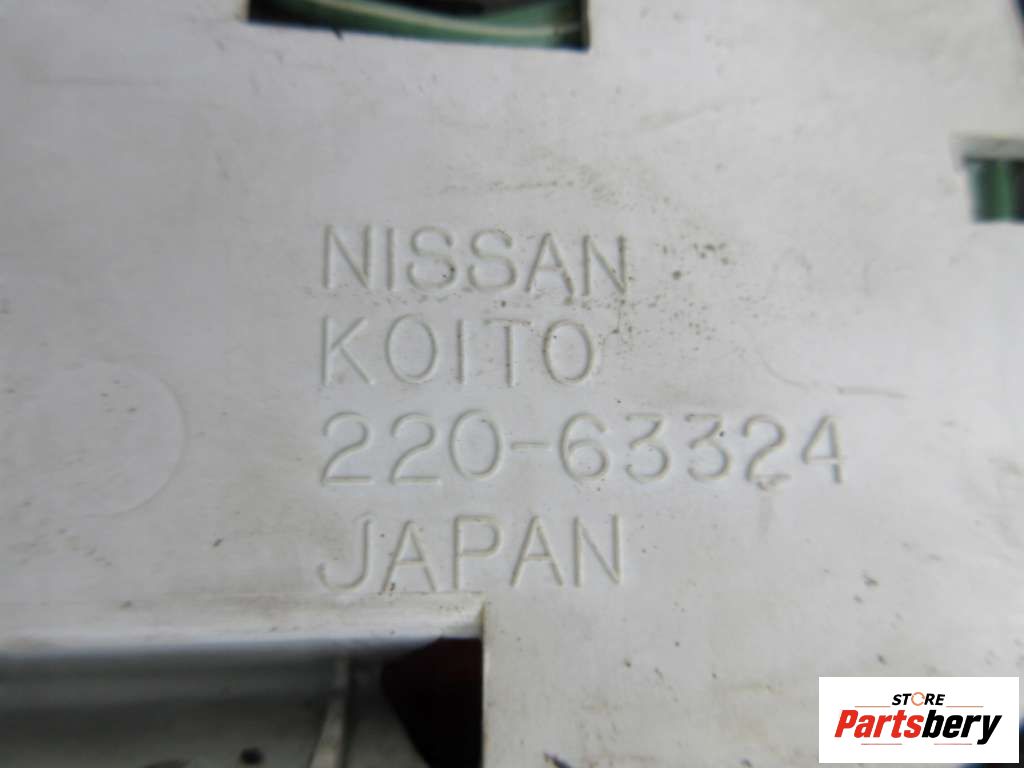 NISSAN
KOITO
220-63324
JAPAN
STORE
Partsbery